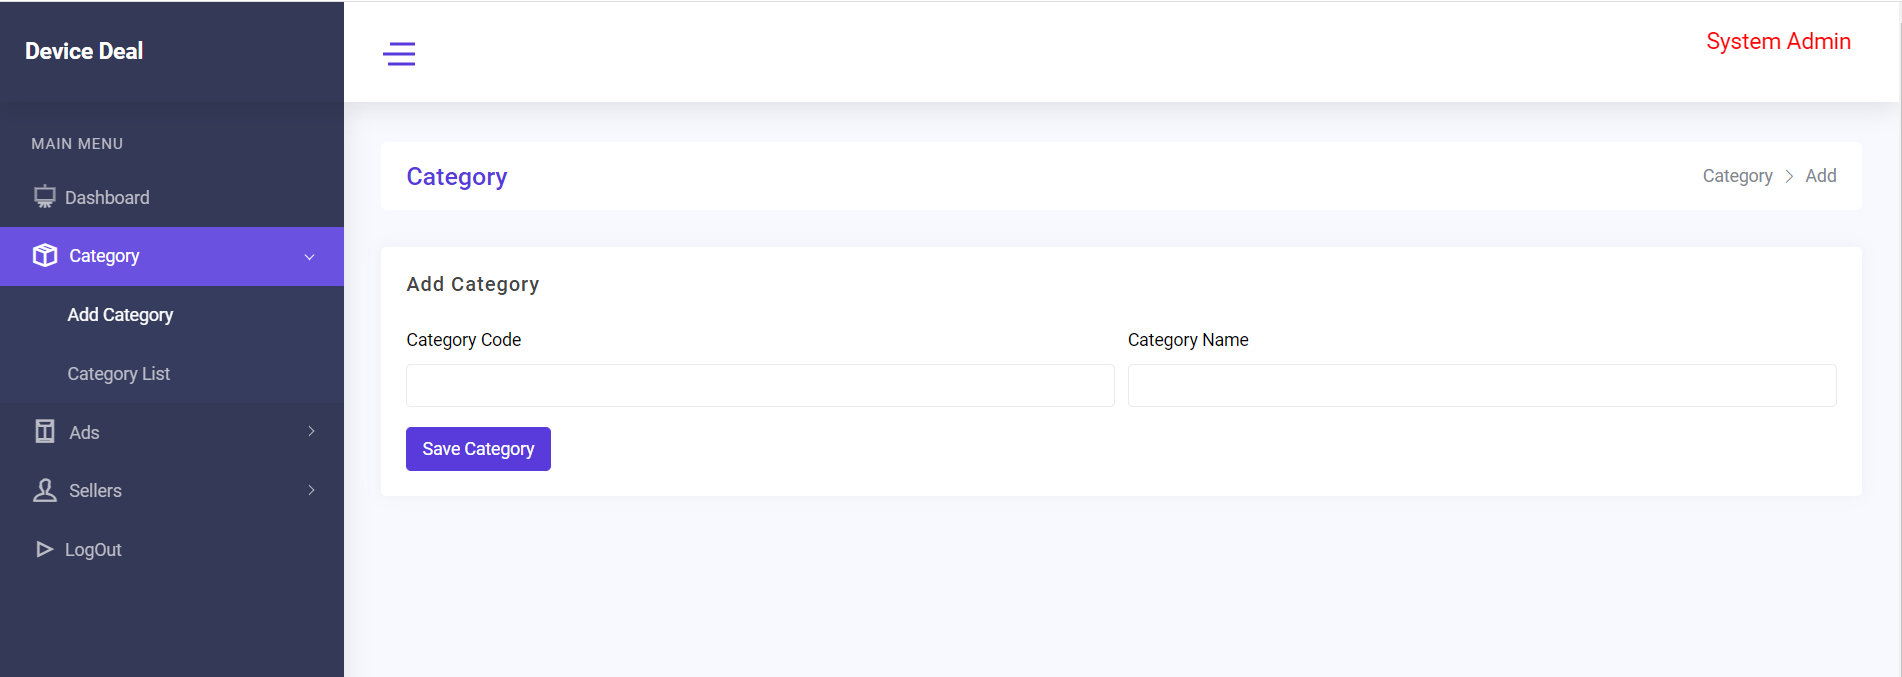 Device Deal
System Admin
MAIN MENU
Dashboard
Category
Add Category
Category List
Ads
Sellers
LogOut
Category
Category > Add
Add Category
Category Code
Category Name
Save Category